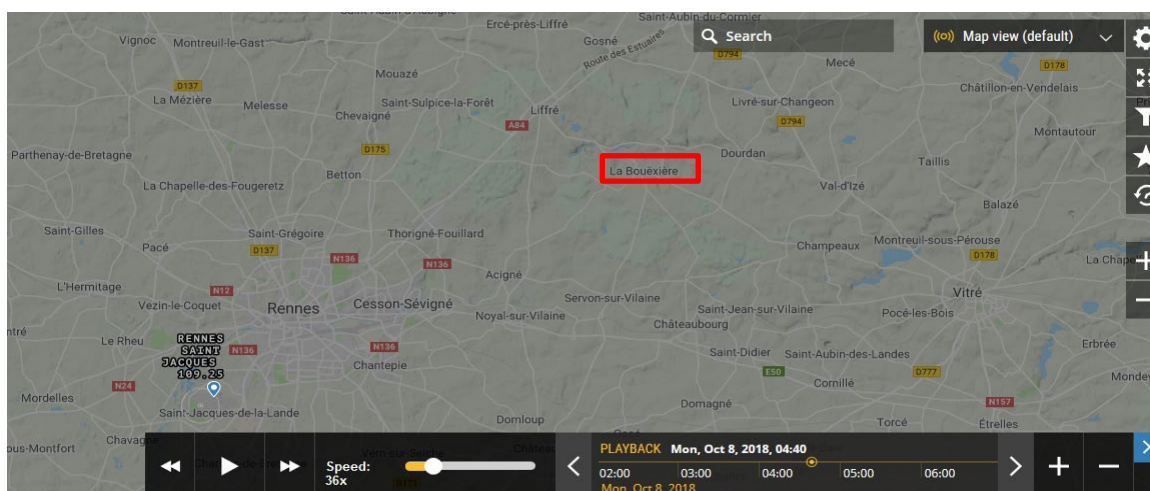 Ercé-près-Liffré
Saint-Aubin-du-Cormier
Vignoc
Montreuil-le-Gast
Gosné
Route des Estuaires
Search
((o)) Map view (default)
D794
Mecé
D178
Mouazé
D137
La Mézière
Melesse
Saint-Sulpice-la-Forêt
Chevaigné
Liffré
Livré-sur-Changeon
Châtillon-en-Vendelais
A84
D794
Montautour
Parthenay-de-Bretagne
D175
Dourdan
Taillis
La Bouëxière
Betton
La Chapelle-des-Fougeretz
Val-d'Izé
Balazé
Saint-Gilles
Saint-Grégoire
Thorigné-Fouillard
Pacé
D137
N136
N136
Champeaux
Montreuil-sous-Pérouse
D178
La Chape
Acigné
L'Hermitage
N12
Vezin-le-Coquet
Rennes
Cesson-Sévigné
Servon-sur-Vilaine
Noyal-sur-Vilaine
Saint-Jean-sur-Vilaine
Châteaubourg
Vitré
Pocé-les-Bois
ntré
Le Rheu
RENNES
SAINT
JACQUES
109.25
N136
N136
Chantepie
Saint-Didier
Saint-Aubin-des-Landes
Erbrée
E50
D777
Cornillé
Mondev
N24
Mordelles
Saint-Jacques-de-la-Lande
Domagné
N157
Domloup
Torcé
Étrelles
ous-Montfort
Chavagne
Vern-sur-Seiche
PLAYBACK Mon, Oct 8, 2018, 04:40
Speed:
36x
02:00 03:00 04:00 05:00 06:00
Mon, Oct 8, 2018